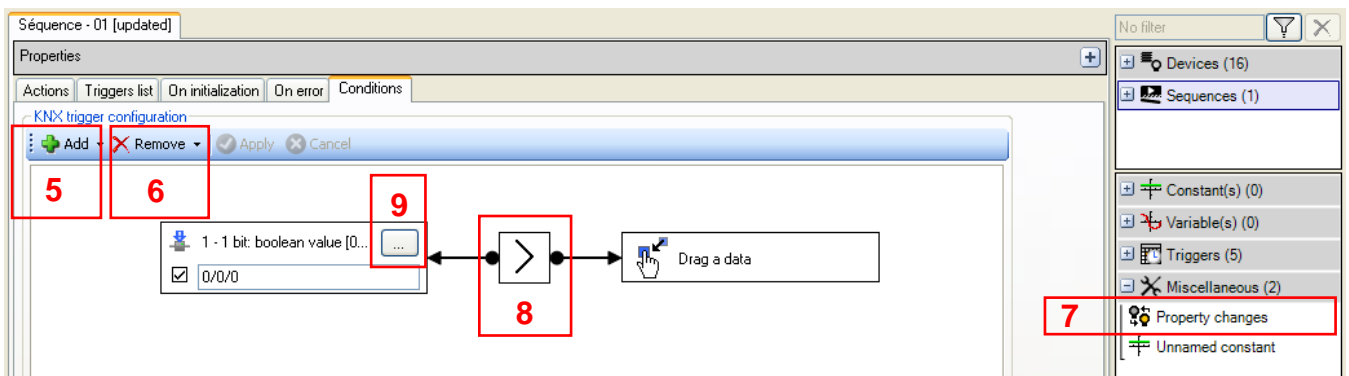 Séquence - 01 [updated]
No filter
Properties
Devices (16)
Actions Triggers list On initialization On error Conditions
Sequences (1)
KNX trigger configuration
Add Remove Apply Cancel
5 6 9
Constant(s) (0)
Variable(s) (0)
1 - 1 bit: boolean value [0... ...
Drag a data
Triggers (5)
0/0/0
Miscellaneous (2)
8
7 Property changes
Unnamed constant